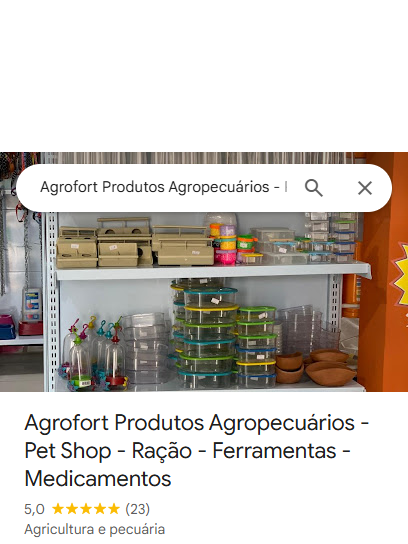 Agrofort Produtos Agropecuários -
Agrofort Produtos Agropecuários -
Pet Shop - Ração - Ferramentas -
Medicamentos
5,0 ★★★★★ (23)
Agricultura e pecuária